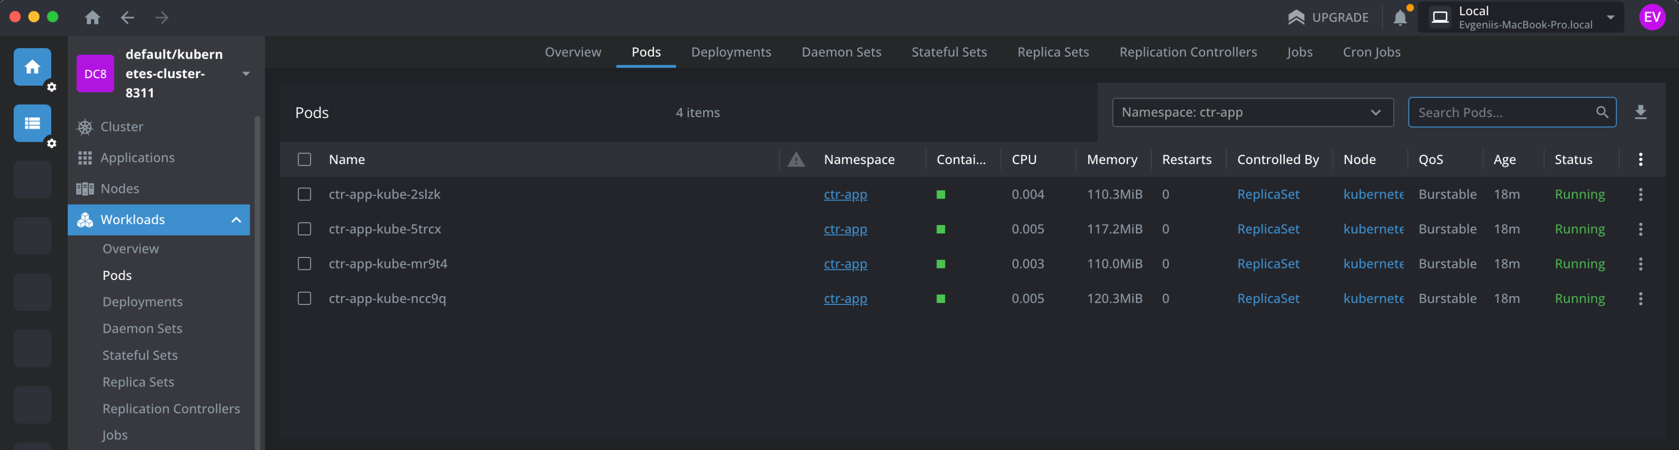 UPGRADE
Local
Evgeniis-MacBook-Pro.local
EV
DC8
default/kubern
etes-cluster-
8311
Cluster
Applications
Nodes
Workloads
Overview
Pods
Deployments
Daemon Sets
Stateful Sets
Replica Sets
Replication Controllers
Jobs
Overview Pods Deployments Daemon Sets Stateful Sets Replica Sets Replication Controllers Jobs Cron Jobs
Pods 4 items Namespace: ctr-app Search Pods...
Name Namespace Contai... CPU Memory Restarts Controlled By Node QoS Age Status
ctr-app-kube-2slzk ctr-app 0.004 110.3MiB 0 ReplicaSet kubernete Burstable 18m Running
ctr-app-kube-5trcx ctr-app 0.005 117.2MiB 0 ReplicaSet kubernete Burstable 18m Running
ctr-app-kube-mr9t4 ctr-app 0.003 110.0MiB 0 ReplicaSet kubernete Burstable 18m Running
ctr-app-kube-ncc9q ctr-app 0.005 120.3MiB 0 ReplicaSet kubernete Burstable 18m Running